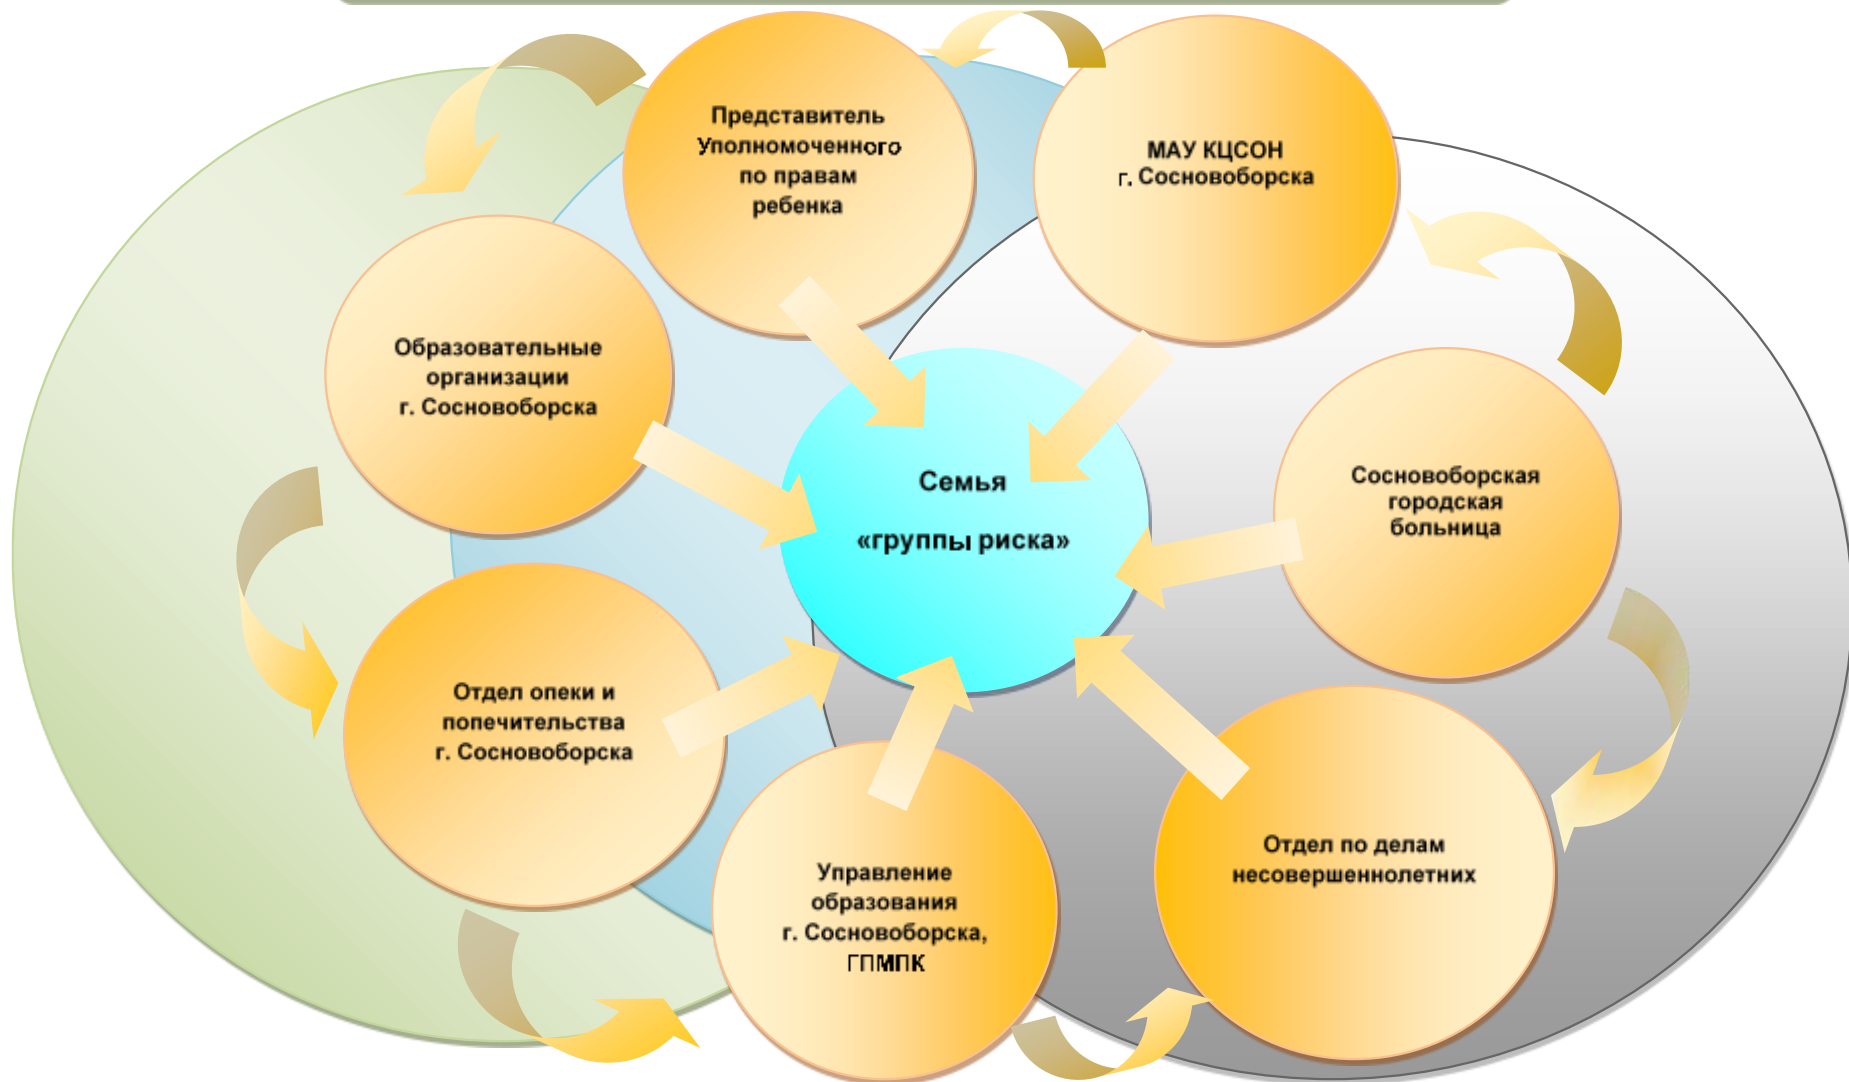 Представитель
Уполномоченного
по правам
ребенка
МАУ КЦСОН
г. Сосновоборска
Образовательные
организации
г. Сосновоборска
Семья
«группы риска»
Сосновоборская
городская
больница
Отдел опеки и
попечительства
г. Сосновоборска
Управление
образования
г. Сосновоборска,
ГПМПК
Отдел по делам
несовершеннолетних